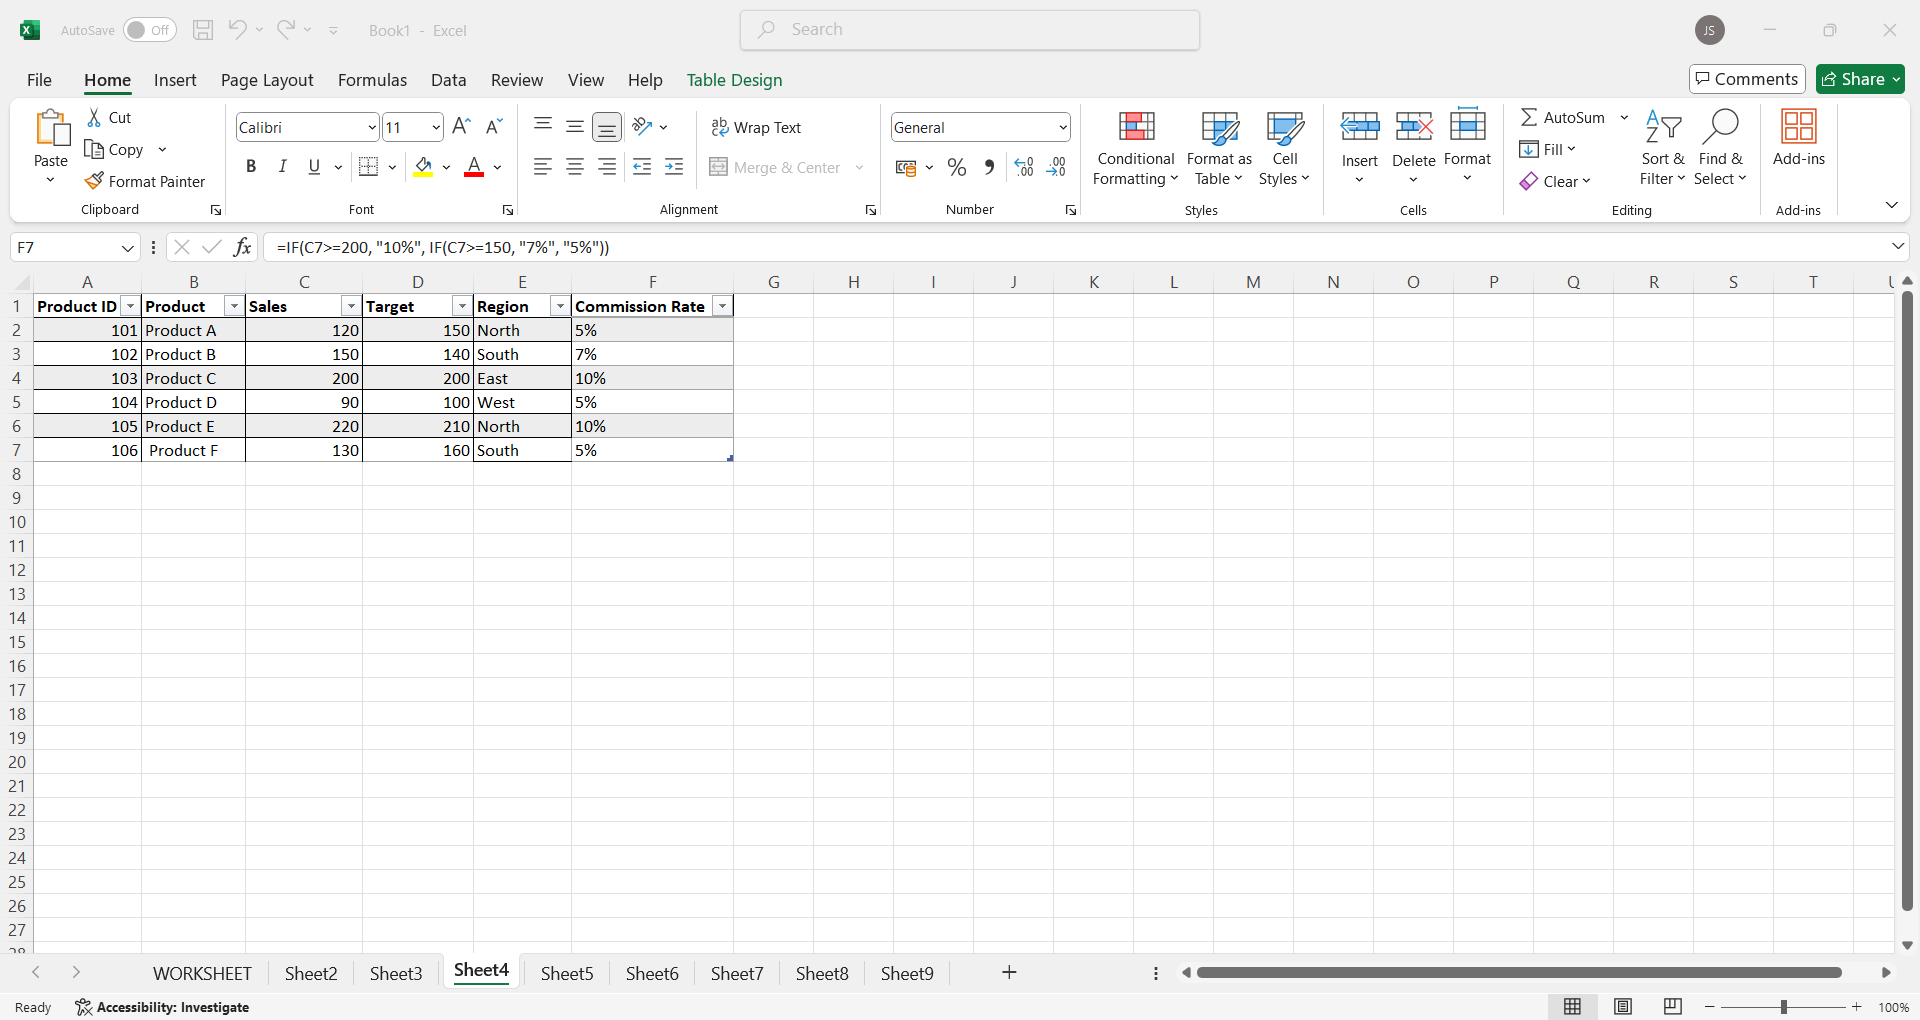 AutoSave Off Book1 - Excel Search JS
File Home Insert Page Layout Formulas Data Review View Help Table Design Comments Share
Paste Cut Copy Format Painter Clipboard
Calibri 11 A A B I U A Font
ab Wrap Text Merge & Center Alignment
General % Number
Conditional Formatting Format as Table Cell Styles Styles
Insert Delete Format Cells
AutoSum Fill Clear Sort & Filter Find & Select Editing
Add-ins Add-ins
F7 fx =IF(C7>=200, "10%", IF(C7>=150, "7%", "5%"))
A B C D E F G H I J K L M N O P Q R S T U
1 Product ID Product Sales Target Region Commission Rate
2 101 Product A 120 150 North 5%
3 102 Product B 150 140 South 7%
4 103 Product C 200 200 East 10%
5 104 Product D 90 100 West 5%
6 105 Product E 220 210 North 10%
7 106 Product F 130 160 South 5%
8
9
10
11
12
13
14
15
16
17
18
19
20
21
22
23
24
25
26
27
28
WORKSHEET Sheet2 Sheet3 Sheet4 Sheet5 Sheet6 Sheet7 Sheet8 Sheet9 +
Ready Accessibility: Investigate 100%